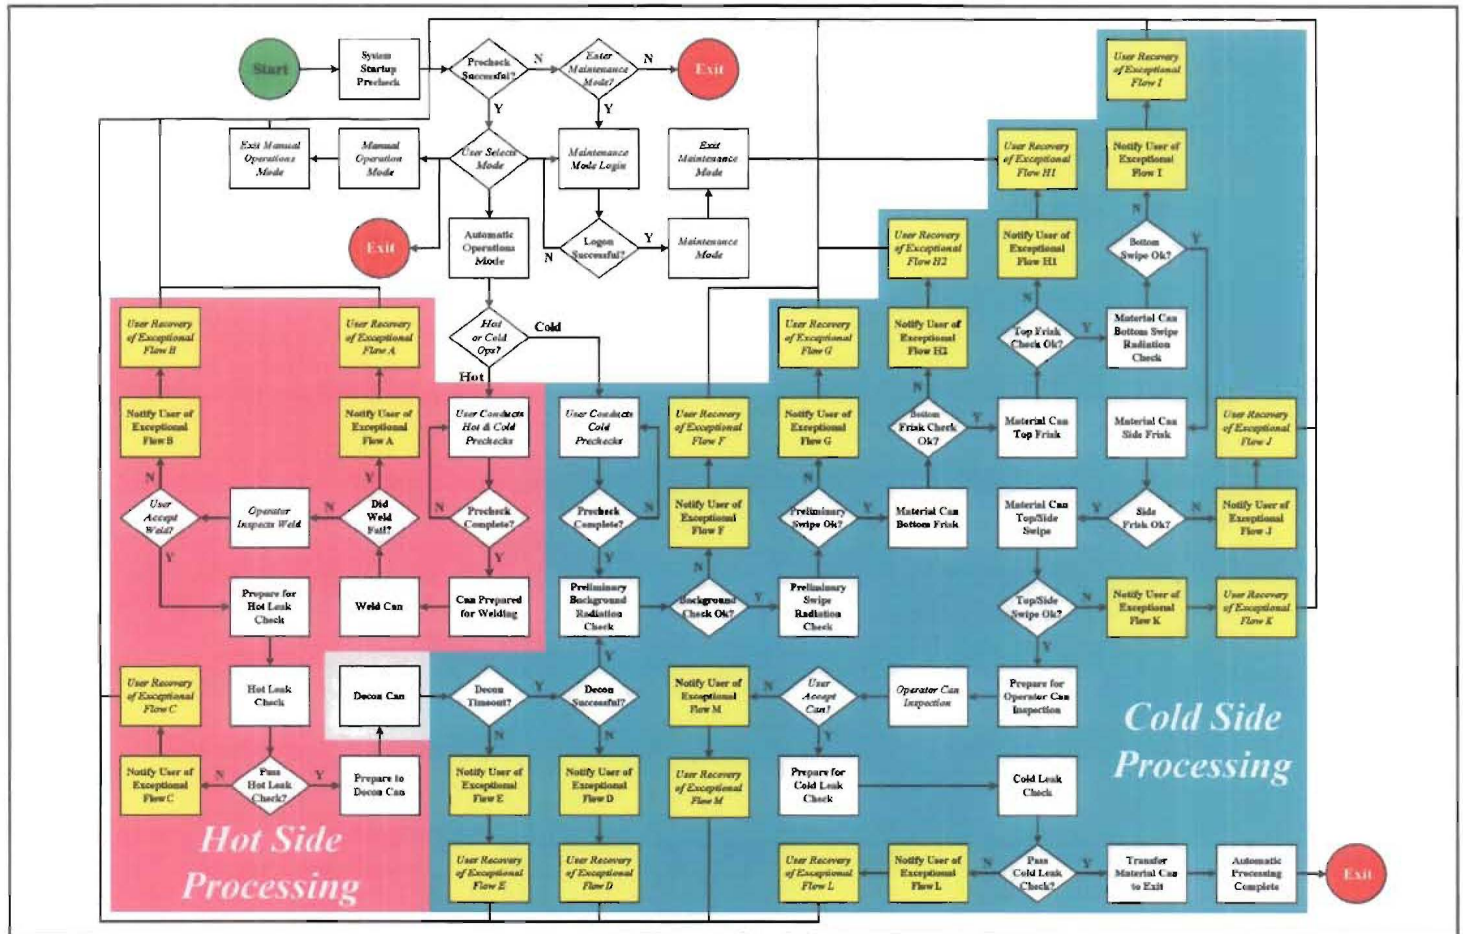 Start
System
Startup
Precheck
Precheck
Successful?
N
Enter
Maintenance
Mode?
N
Exit
Y
Y
Exit Manual
Operations
Mode
Manual
Operation
Mode
User Selects
Mode
Maintenance
Mode Login
Exit
Maintenance
Mode
Exit
Automatic
Operations
Mode
N
Logon
Successful?
Y
Maintenance
Mode
Hot
or Cold
Ops?
Cold
Hot
User Recovery
of Exceptional
Flow I
Notify User of
Exceptional
Flow I
N
Bottom
Swipe Ok?
Y
User Recovery
of Exceptional
Flow H1
Notify User of
Exceptional
Flow H1
N
Top Frisk
Check Ok?
Y
Material Can
Bottom Swipe
Radiation
Check
User Recovery
of Exceptional
Flow H2
Notify User of
Exceptional
Flow H2
N
Bottom
Frisk Check
Ok?
Y
Material Can
Top Frisk
Material Can
Side Frisk
User Recovery
of Exceptional
Flow J
User Recovery
of Exceptional
Flow B
User Recovery
of Exceptional
Flow A
Notify User of
Exceptional
Flow B
Notify User of
Exceptional
Flow A
User Conducts
Hot & Cold
Prechecks
User Conducts
Cold
Prechecks
User Recovery
of Exceptional
Flow F
User Recovery
of Exceptional
Flow G
Notify User of
Exceptional
Flow G
N
Y
N
User
Accept
Weld?
Operator
Inspects Weld
N
Did
Weld
Fail?
N
Precheck
Complete?
Precheck
Complete?
N
Notify User of
Exceptional
Flow F
Preliminary
Swipe Ok?
Y
Material Can
Bottom Frisk
Material Can
Top/Side
Swipe
Y
Side
Frisk Ok?
N
Notify User of
Exceptional
Flow J
Y
Y
Y
N
Prepare for
Hot Leak
Check
Weld Can
Can Prepared
for Welding
Preliminary
Background
Radiation
Check
Background
Check Ok?
Y
Preliminary
Swipe
Radiation
Check
Top/Side
Swipe Ok?
N
Notify User of
Exceptional
Flow K
User Recovery
of Exceptional
Flow K
Y
Y
User Recovery
of Exceptional
Flow C
Hot Leak
Check
Decon Can
Decon
Timeout?
Y
Decon
Successful?
Notify User of
Exceptional
Flow M
N
User
Accept
Can?
Operator Can
Inspection
Prepare for
Operator Can
Inspection
Cold Side
Processing
N
N
Y
Notify User of
Exceptional
Flow C
N
Pass
Hot Leak
Check?
Y
Prepare to
Decon Can
Notify User of
Exceptional
Flow E
Notify User of
Exceptional
Flow D
User Recovery
of Exceptional
Flow M
Prepare for
Cold Leak
Check
Cold Leak
Check
Hot Side
Processing
User Recovery
of Exceptional
Flow E
User Recovery
of Exceptional
Flow D
User Recovery
of Exceptional
Flow L
Notify User of
Exceptional
Flow L
N
Pass
Cold Leak
Check?
Y
Transfer
Material Can
to Exit
Automatic
Processing
Complete
Exit